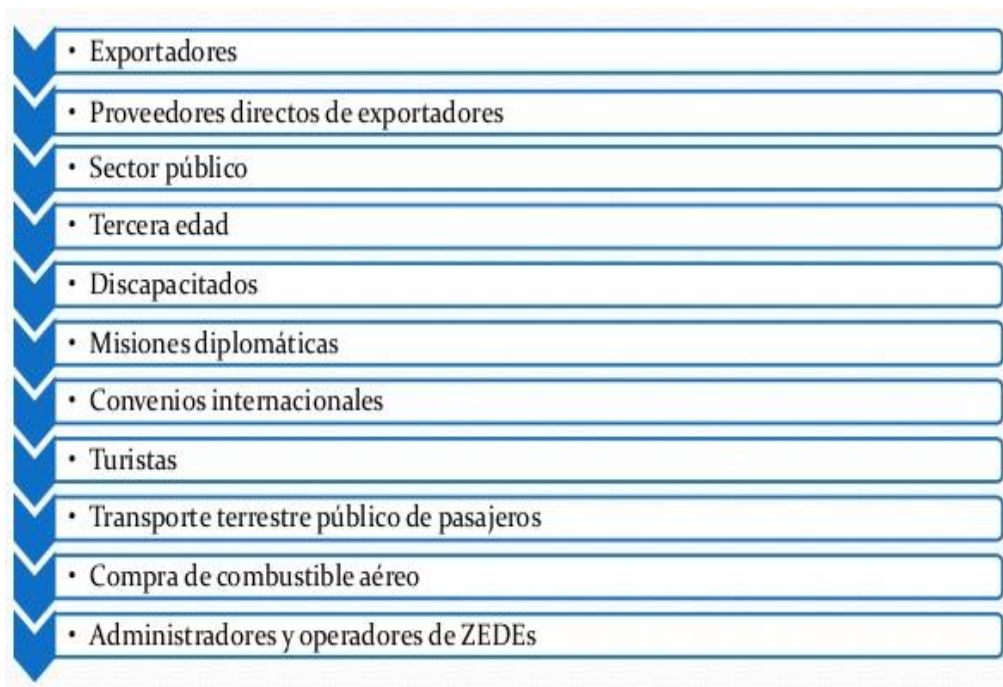 • Exportadores
• Proveedores directos de exportadores
• Sector público
• Tercera edad
• Discapacitados
• Misiones diplomáticas
• Convenios internacionales
• Turistas
• Transporte terrestre público de pasajeros
• Compra de combustible aéreo
• Administradores y operadores de ZEDEs